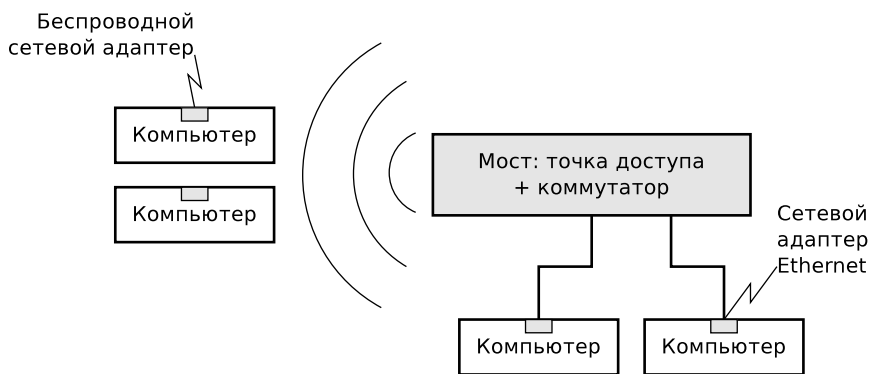 Беспроводной
сетевой адаптер
Компьютер
Компьютер
Мост: точка доступа
+ коммутатор
Сетевой
адаптер
Ethernet
Компьютер
Компьютер